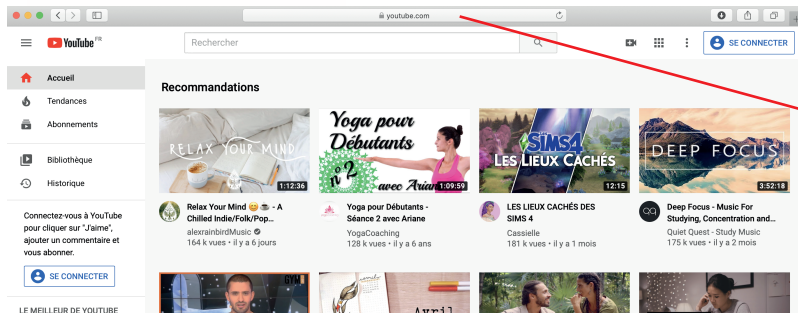 youtube.com
YouTube FR
Rechercher
SE CONNECTER
Accueil
Tendances
Abonnements
Bibliothèque
Historique
Connectez-vous à YouTube
pour cliquer sur "J'aime",
ajouter un commentaire et
vous abonner.
SE CONNECTER
LE MEILLEUR DE YOUTUBE
Recommandations
RELAX YOUR MIND
1:12:36
Relax Your Mind 😊☕ - A
Chilled Indie/Folk/Pop...
alexrainbirdMusic
164 k vues • il y a 6 jours
Yoga pour
Débutants
n°2
avec Ariane
1:09:59
Yoga pour Débutants -
Séance 2 avec Ariane
YogaCoaching
128 k vues • il y a 6 ans
SIMS4
LES LIEUX CACHÉS
12:15
LES LIEUX CACHÉS DES
SIMS 4
Cassielle
181 k vues • il y a 1 mois
DEEP FOCUS
3:52:18
Deep Focus - Music For
Studying, Concentration and...
Quiet Quest - Study Music
175 k vues • il y a 2 mois
GYM
Avril